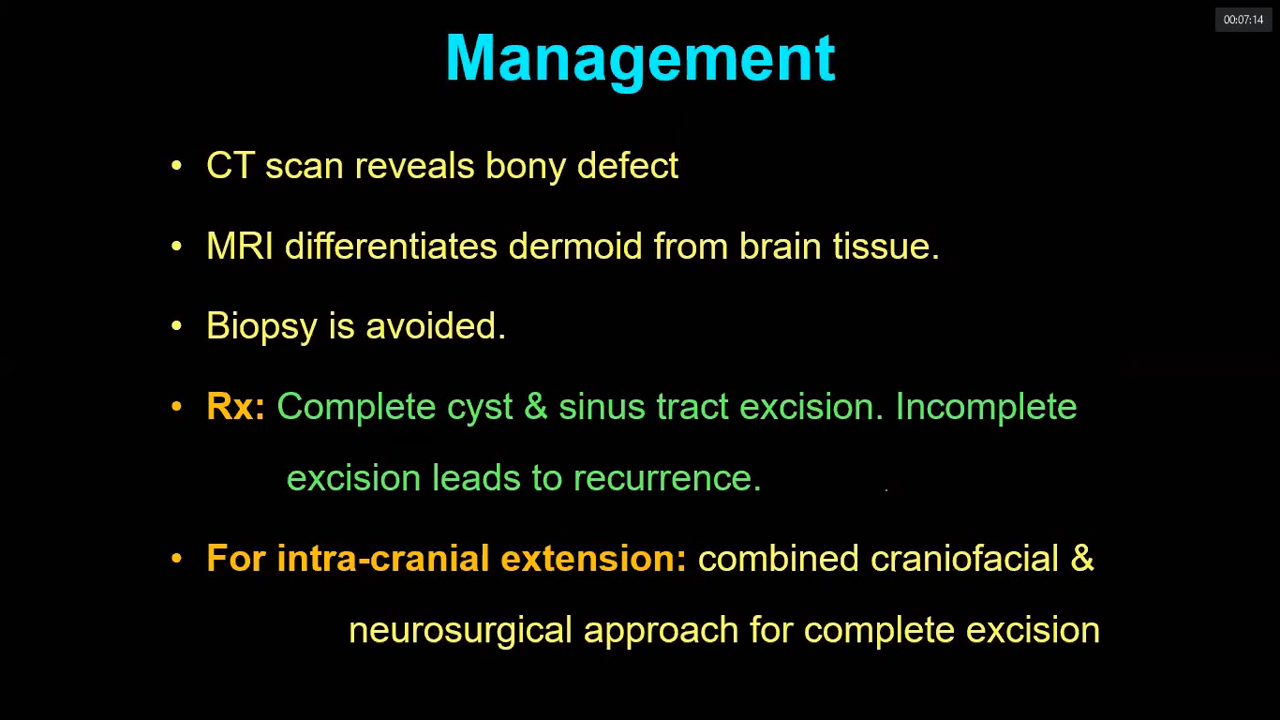 00:07:14
Management
• CT scan reveals bony defect
• MRI differentiates dermoid from brain tissue.
• Biopsy is avoided.
• Rx: Complete cyst & sinus tract excision. Incomplete
excision leads to recurrence.
• For intra-cranial extension: combined craniofacial &
neurosurgical approach for complete excision